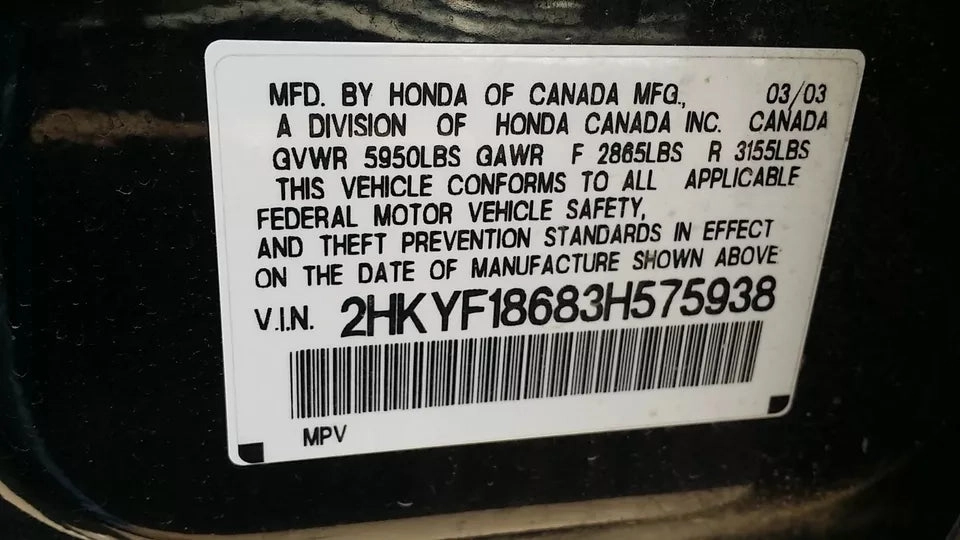 MFD. BY HONDA OF CANADA MFG., 03/03
A DIVISION OF HONDA CANADA INC. CANADA
GVWR 5950LBS GAWR F 2865LBS R 3155LBS
THIS VEHICLE CONFORMS TO ALL APPLICABLE
FEDERAL MOTOR VEHICLE SAFETY,
AND THEFT PREVENTION STANDARDS IN EFFECT
ON THE DATE OF MANUFACTURE SHOWN ABOVE
V.I.N. 2HKYF18683H575938
MPV